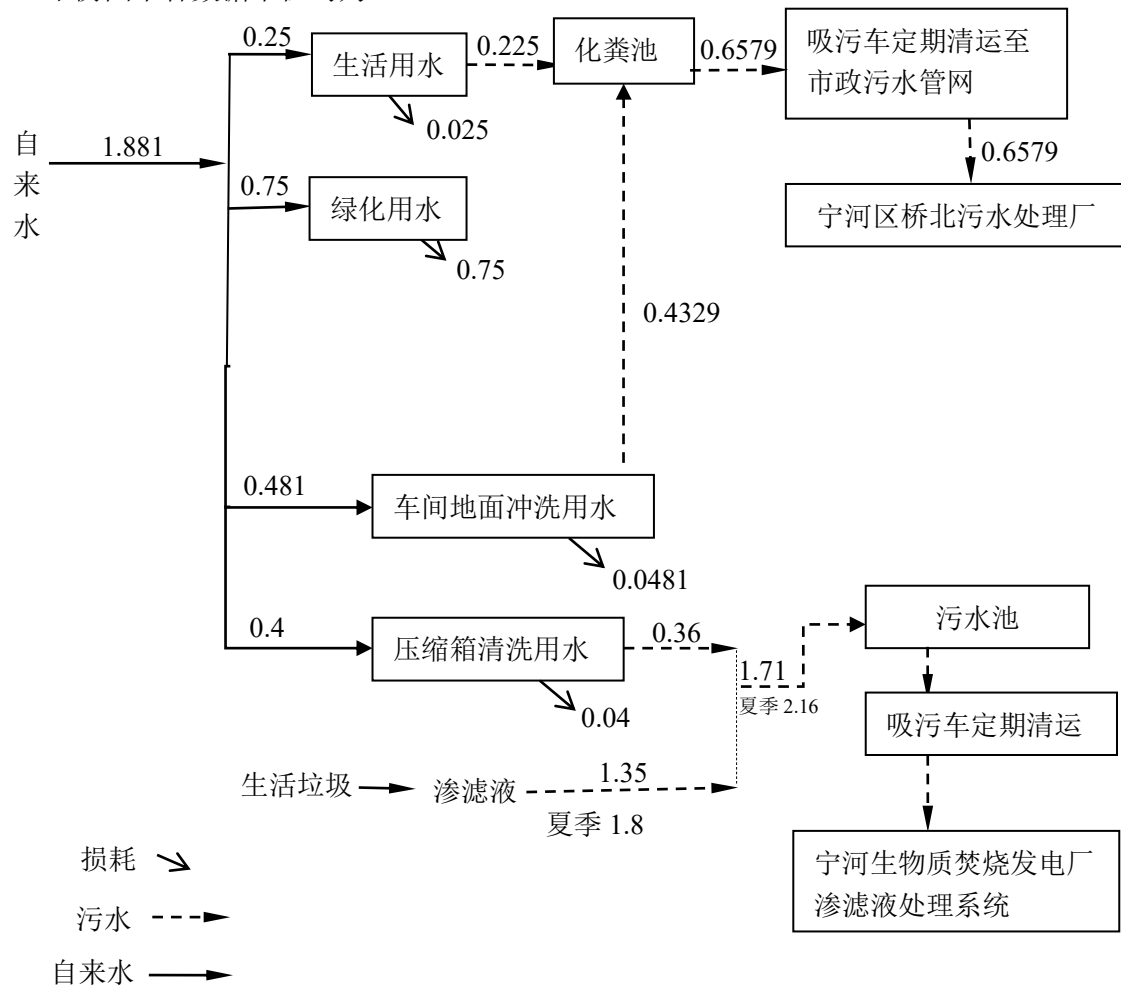 0.25
生活用水
0.225
化粪池
0.6579
吸污车定期清运至
市政污水管网
0.025
0.6579
自
来
水
1.881
0.75
绿化用水
0.75
宁河区桥北污水处理厂
0.4329
0.481
车间地面冲洗用水
0.0481
0.4
压缩箱清洗用水
0.36
污水池
1.71
夏季 2.16
0.04
吸污车定期清运
生活垃圾
渗滤液
1.35
夏季 1.8
宁河生物质焚烧发电厂
渗滤液处理系统
损耗
污水
自来水